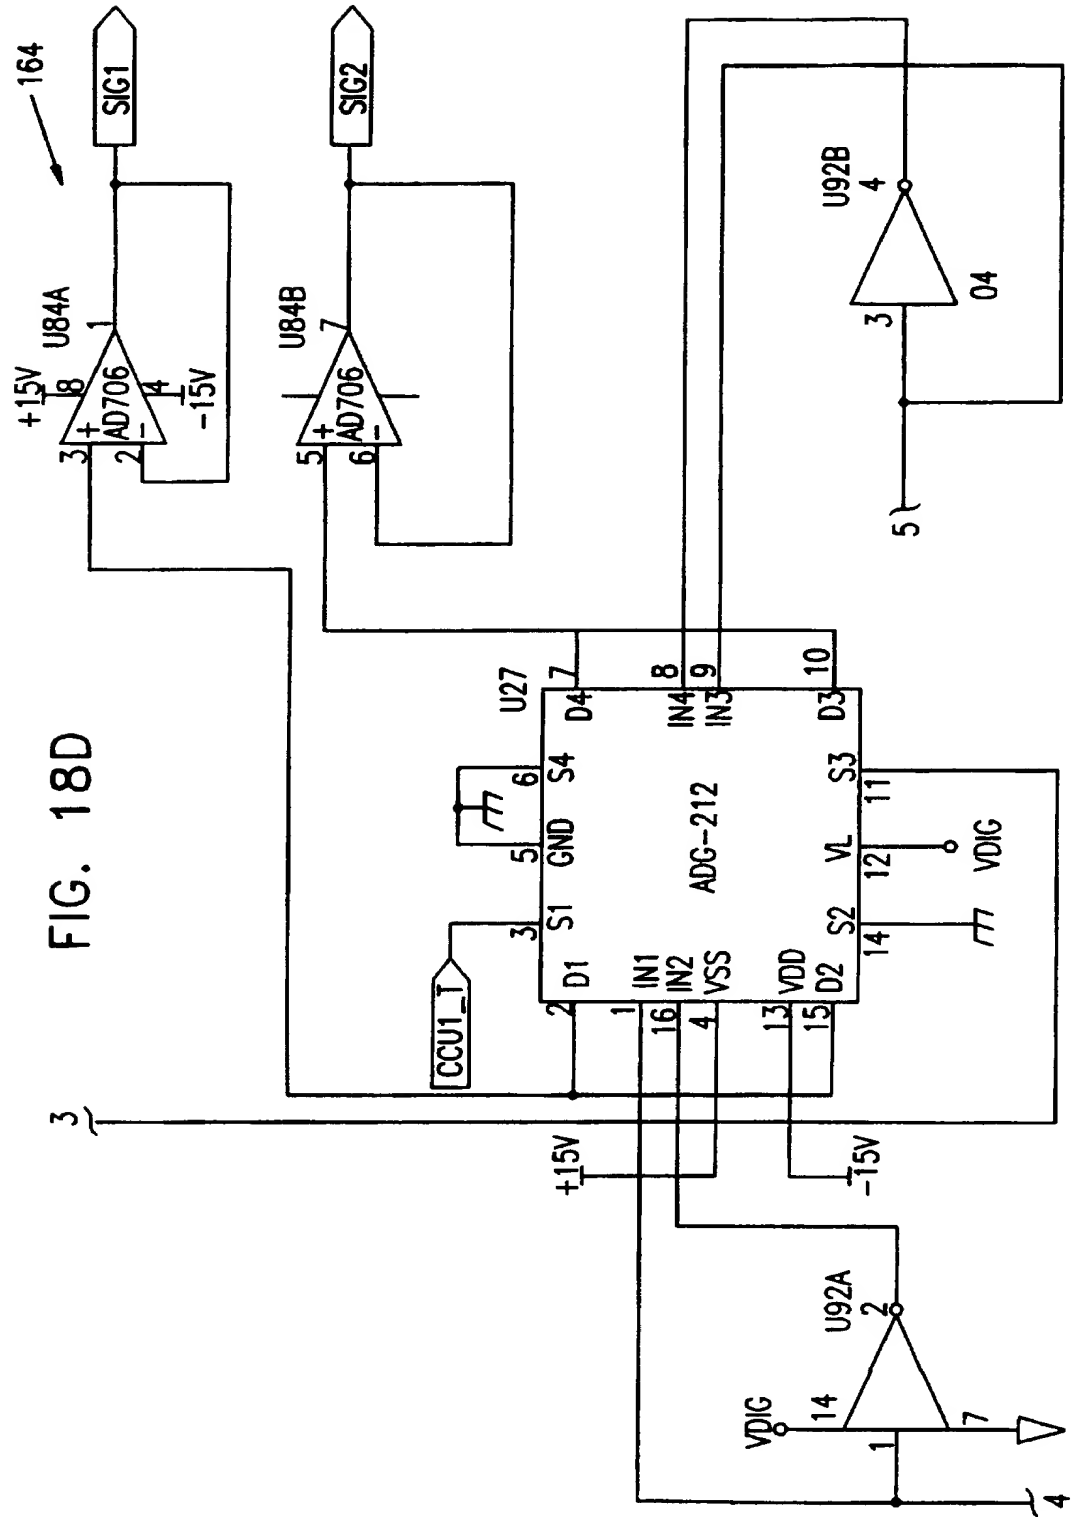 FIG. 18D
164
SIG1
SIG2
+15V
8
U84A
3
+
AD706
1
2
-
4
-15V
U84B
5
+
AD706
7
6
-
3
CCU1_T
U27
3
S1
5
GND
6
S4
2
D1
D4
7
1
IN1
16
IN2
4
VSS
IN4
8
IN3
9
ADG-212
13
VDD
15
D2
D3
10
14
S2
12
VL
11
S3
VDIG
+15V
-15V
U92A
VDIG
14
2
1
7
4
U92B
4
3
04
5